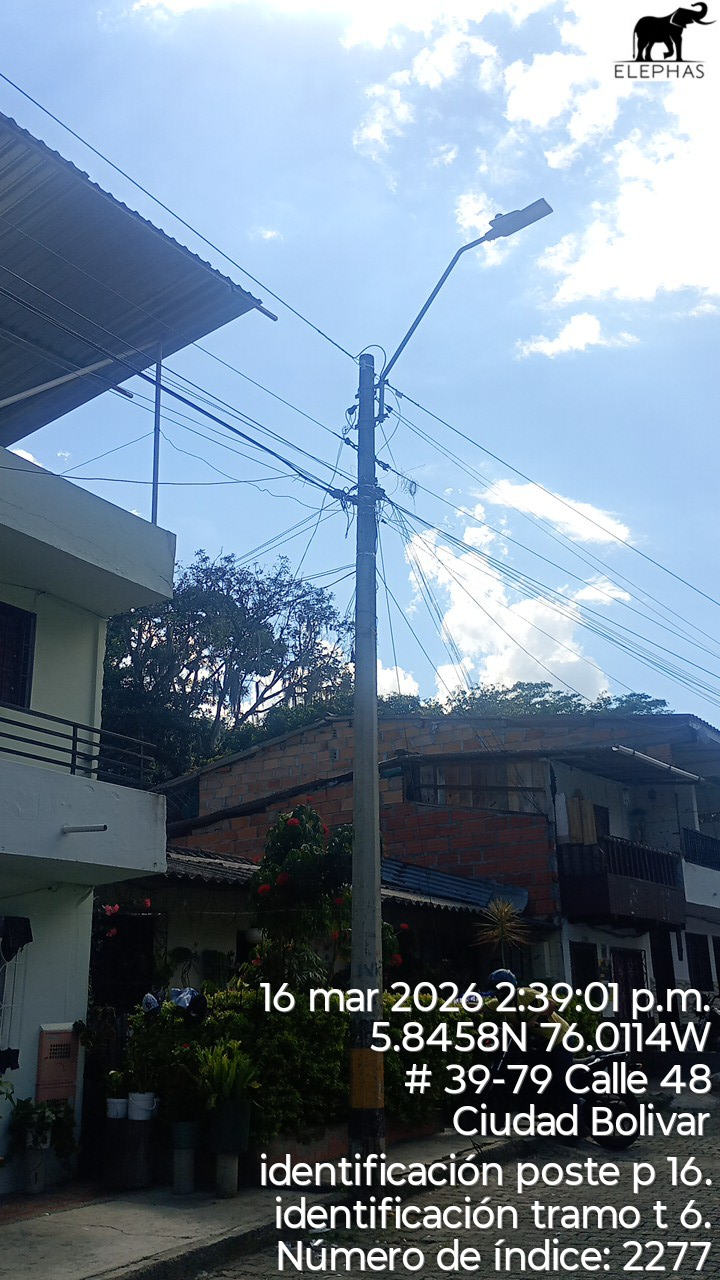 ELEPHAS
16 mar 2026 2:39:01 p.m.
5.8458N 76.0114W
# 39-79 Calle 48
Ciudad Bolivar
identificación poste p 16.
identificación tramo t 6.
Número de índice: 2277